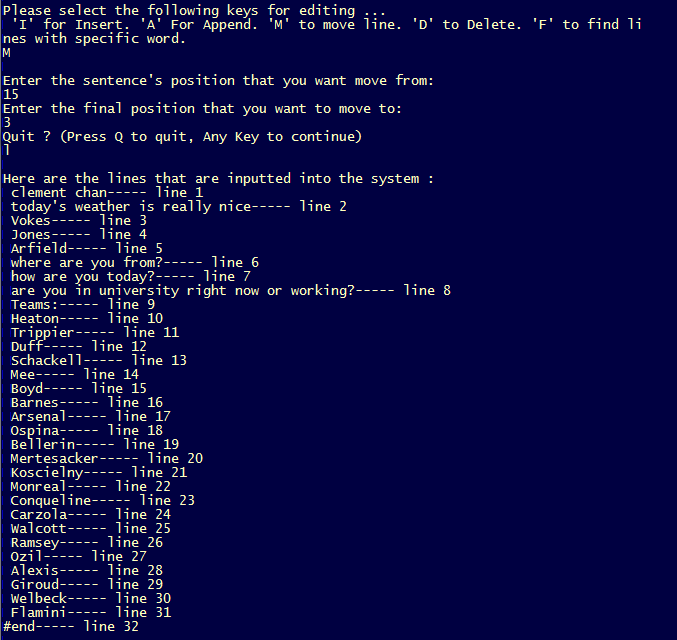 Please select the following keys for editing ...
'I' for Insert. 'A' For Append. 'M' to move line. 'D' to Delete. 'F' to find li
nes with specific word.
M
Enter the sentence's position that you want move from:
15
Enter the final position that you want to move to:
3
Quit ? (Press Q to quit, Any Key to continue)
l
Here are the lines that are inputted into the system :
clement chan----- line 1
today's weather is really nice----- line 2
Vokes----- line 3
Jones----- line 4
Arfield----- line 5
where are you from?----- line 6
how are you today?----- line 7
are you in university right now or working?----- line 8
Teams:----- line 9
Heaton----- line 10
Trippier----- line 11
Duff----- line 12
Schackell----- line 13
Mee----- line 14
Boyd----- line 15
Barnes----- line 16
Arsenal----- line 17
Ospina----- line 18
Bellerin----- line 19
Mertesacker----- line 20
Koscielny----- line 21
Monreal----- line 22
Conqueline----- line 23
Carzola----- line 24
Walcott----- line 25
Ramsey----- line 26
Ozil----- line 27
Alexis----- line 28
Giroud----- line 29
Welbeck----- line 30
Flamini----- line 31
#end----- line 32